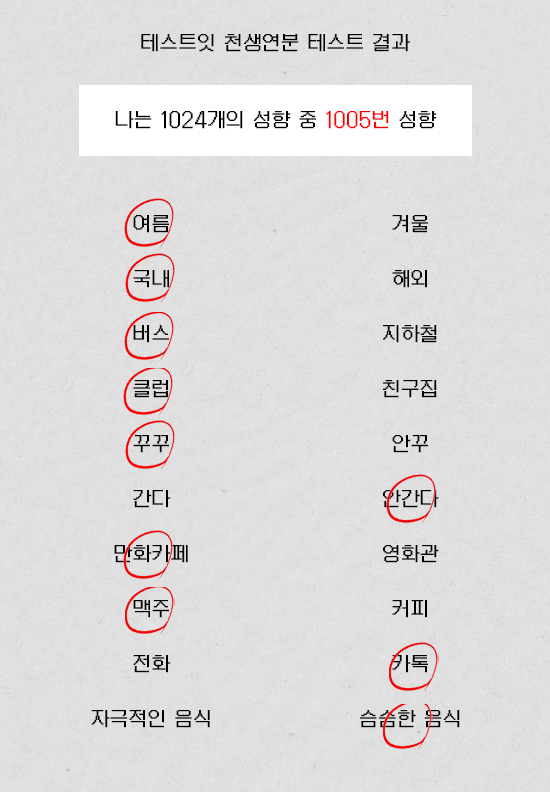 테스트잇 천생연분 테스트 결과
나는 1024개의 성향 중 1005번 성향
여름 겨울
국내 해외
버스 지하철
클럽 친구집
꾸꾸 안꾸
간다 안간다
만화카페 영화관
맥주 커피
전화 카톡
자극적인 음식 슴슴한 음식